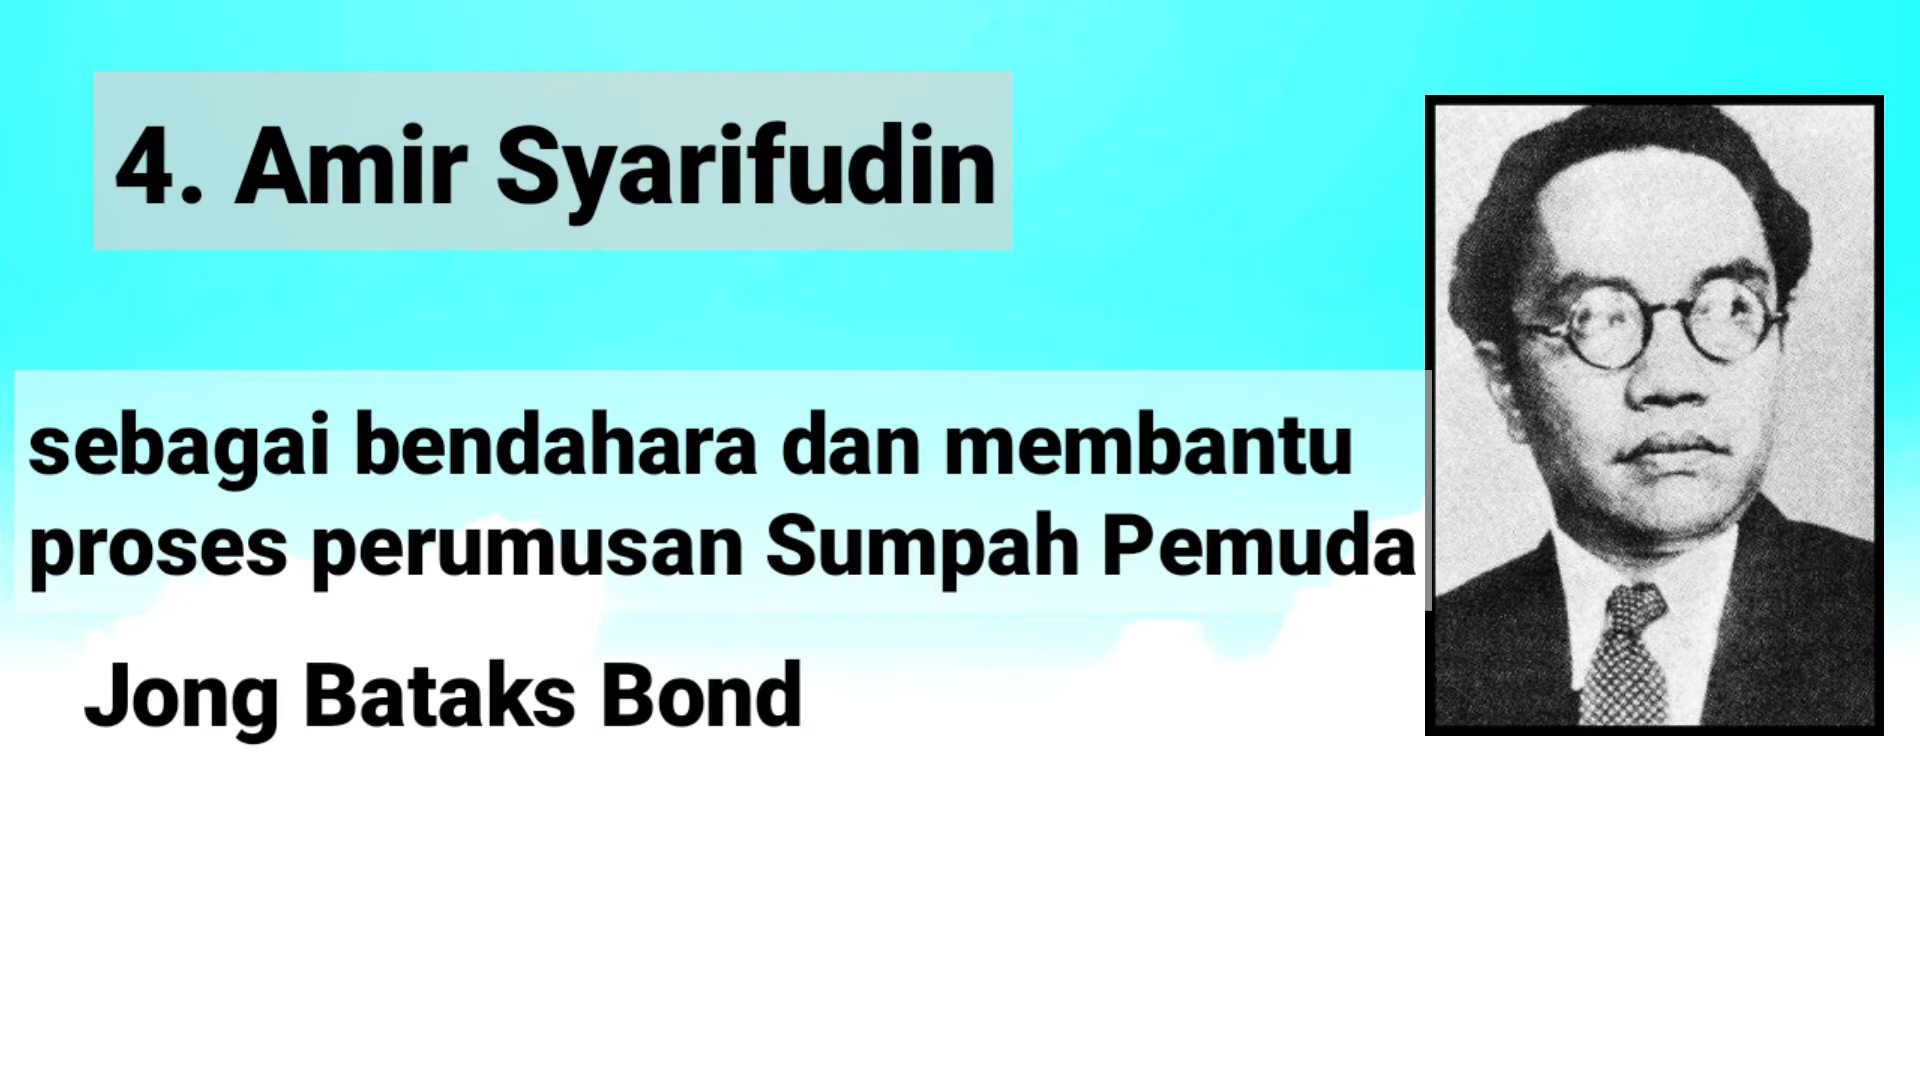 4. Amir Syarifudin
sebagai bendahara dan membantu
proses perumusan Sumpah Pemuda
Jong Bataks Bond